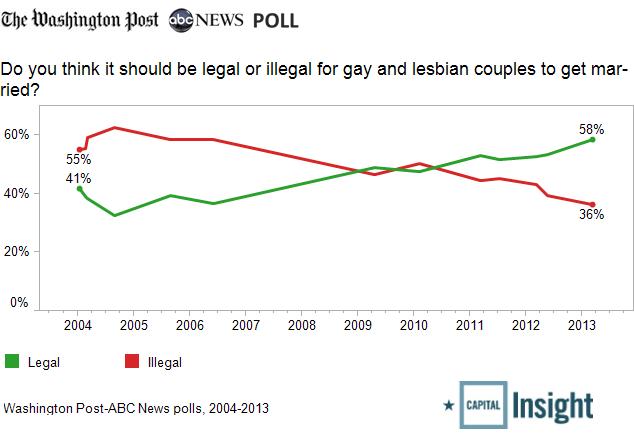 The Washington Post abc NEWS POLL
Do you think it should be legal or illegal for gay and lesbian couples to get mar-
ried?
60%
58%
55%
41%
40%
36%
20%
0%
2004 2005 2006 2007 2008 2009 2010 2011 2012 2013
Legal Illegal
Washington Post-ABC News polls, 2004-2013
CAPITAL Insight